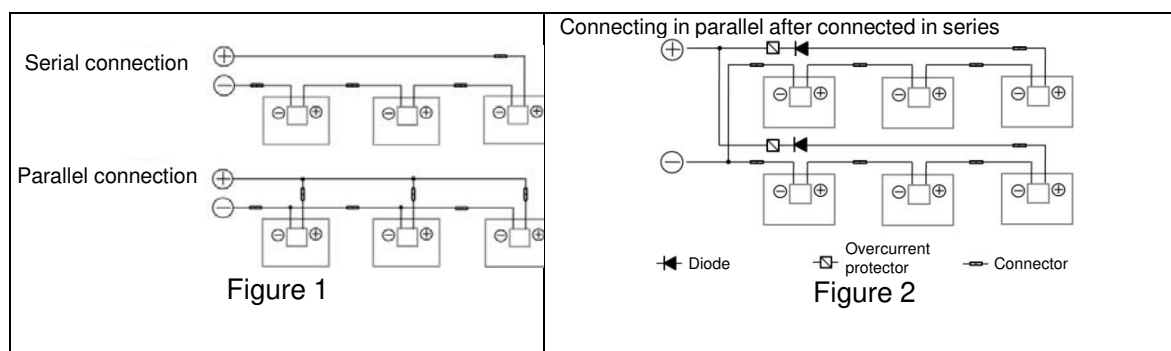 Serial connection
Parallel connection
Figure 1
Connecting in parallel after connected in series
Diode
Overcurrent
protector
Connector
Figure 2